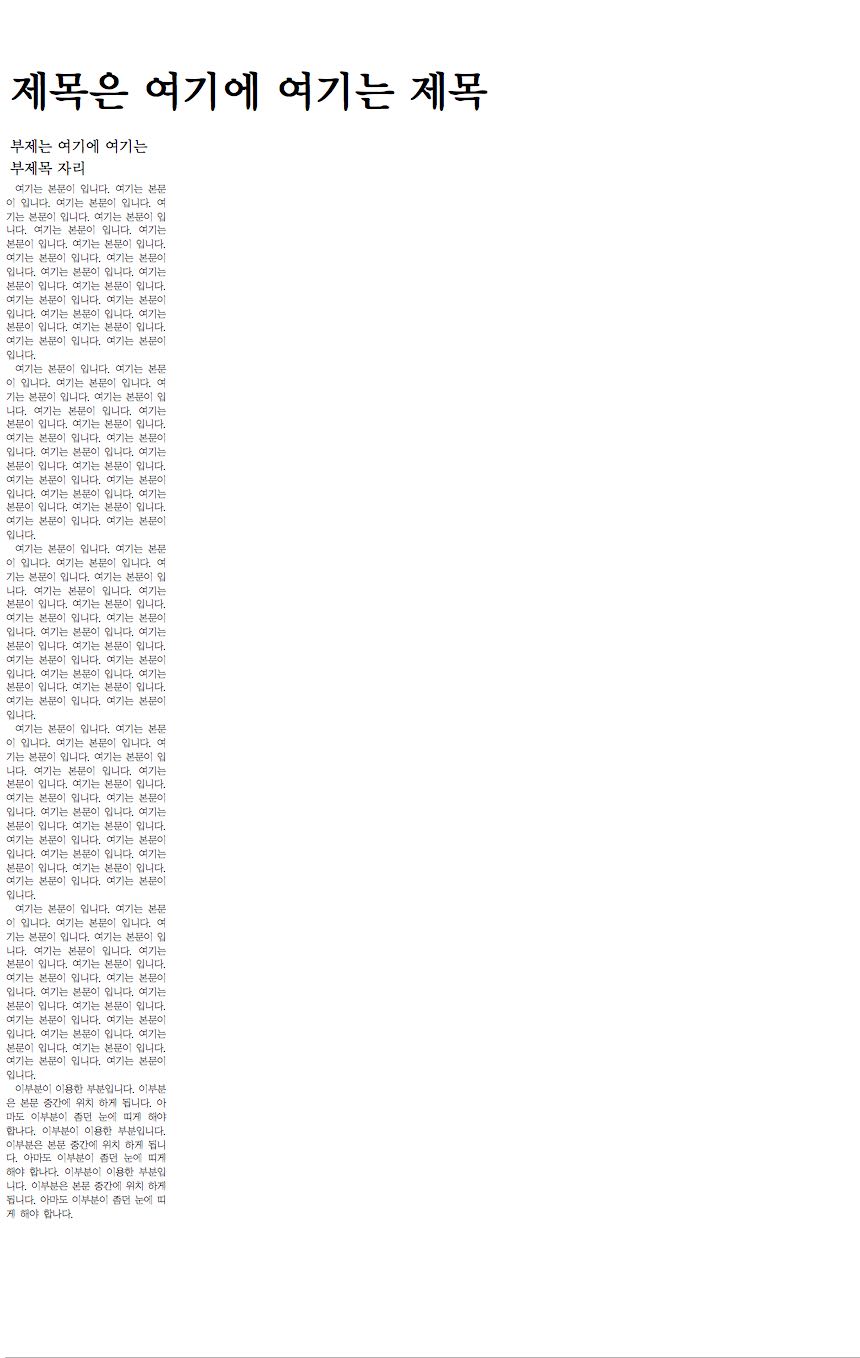 제목은 여기에 여기는 제목
부제는 여기에 여기는
부제목 자리
여기는 본문이 입니다. 여기는 본문
이 입니다. 여기는 본문이 입니다. 여
기는 본문이 입니다. 여기는 본문이 입
니다. 여기는 본문이 입니다. 여기는
본문이 입니다. 여기는 본문이 입니다.
여기는 본문이 입니다. 여기는 본문이
입니다. 여기는 본문이 입니다. 여기는
본문이 입니다. 여기는 본문이 입니다.
여기는 본문이 입니다. 여기는 본문이
입니다. 여기는 본문이 입니다. 여기는
본문이 입니다. 여기는 본문이 입니다.
여기는 본문이 입니다. 여기는 본문이
입니다.
여기는 본문이 입니다. 여기는 본문
이 입니다. 여기는 본문이 입니다. 여
기는 본문이 입니다. 여기는 본문이 입
니다. 여기는 본문이 입니다. 여기는
본문이 입니다. 여기는 본문이 입니다.
여기는 본문이 입니다. 여기는 본문이
입니다. 여기는 본문이 입니다. 여기는
본문이 입니다. 여기는 본문이 입니다.
여기는 본문이 입니다. 여기는 본문이
입니다. 여기는 본문이 입니다. 여기는
본문이 입니다. 여기는 본문이 입니다.
여기는 본문이 입니다. 여기는 본문이
입니다.
여기는 본문이 입니다. 여기는 본문
이 입니다. 여기는 본문이 입니다. 여
기는 본문이 입니다. 여기는 본문이 입
니다. 여기는 본문이 입니다. 여기는
본문이 입니다. 여기는 본문이 입니다.
여기는 본문이 입니다. 여기는 본문이
입니다. 여기는 본문이 입니다. 여기는
본문이 입니다. 여기는 본문이 입니다.
여기는 본문이 입니다. 여기는 본문이
입니다. 여기는 본문이 입니다. 여기는
본문이 입니다. 여기는 본문이 입니다.
여기는 본문이 입니다. 여기는 본문이
입니다.
여기는 본문이 입니다. 여기는 본문
이 입니다. 여기는 본문이 입니다. 여
기는 본문이 입니다. 여기는 본문이 입
니다. 여기는 본문이 입니다. 여기는
본문이 입니다. 여기는 본문이 입니다.
여기는 본문이 입니다. 여기는 본문이
입니다. 여기는 본문이 입니다. 여기는
본문이 입니다. 여기는 본문이 입니다.
여기는 본문이 입니다. 여기는 본문이
입니다. 여기는 본문이 입니다. 여기는
본문이 입니다. 여기는 본문이 입니다.
여기는 본문이 입니다. 여기는 본문이
입니다.
여기는 본문이 입니다. 여기는 본문
이 입니다. 여기는 본문이 입니다. 여
기는 본문이 입니다. 여기는 본문이 입
니다. 여기는 본문이 입니다. 여기는
본문이 입니다. 여기는 본문이 입니다.
여기는 본문이 입니다. 여기는 본문이
입니다. 여기는 본문이 입니다. 여기는
본문이 입니다. 여기는 본문이 입니다.
여기는 본문이 입니다. 여기는 본문이
입니다. 여기는 본문이 입니다. 여기는
본문이 입니다. 여기는 본문이 입니다.
여기는 본문이 입니다. 여기는 본문이
입니다.
이부분이 이용한 부분입니다. 이부분
은 본문 중간에 위치 하게 됩니다. 아
마도 이부분이 좀던 눈에 띠게 해야
합나다. 이부분이 이용한 부분입니다.
이부분은 본문 중간에 위치 하게 됩니
다. 아마도 이부분이 좀던 눈에 띠게
해야 합나다. 이부분이 이용한 부분입
니다. 이부분은 본문 중간에 위치 하게
됩니다. 아마도 이부분이 좀던 눈에 띠
게 해야 합나다.